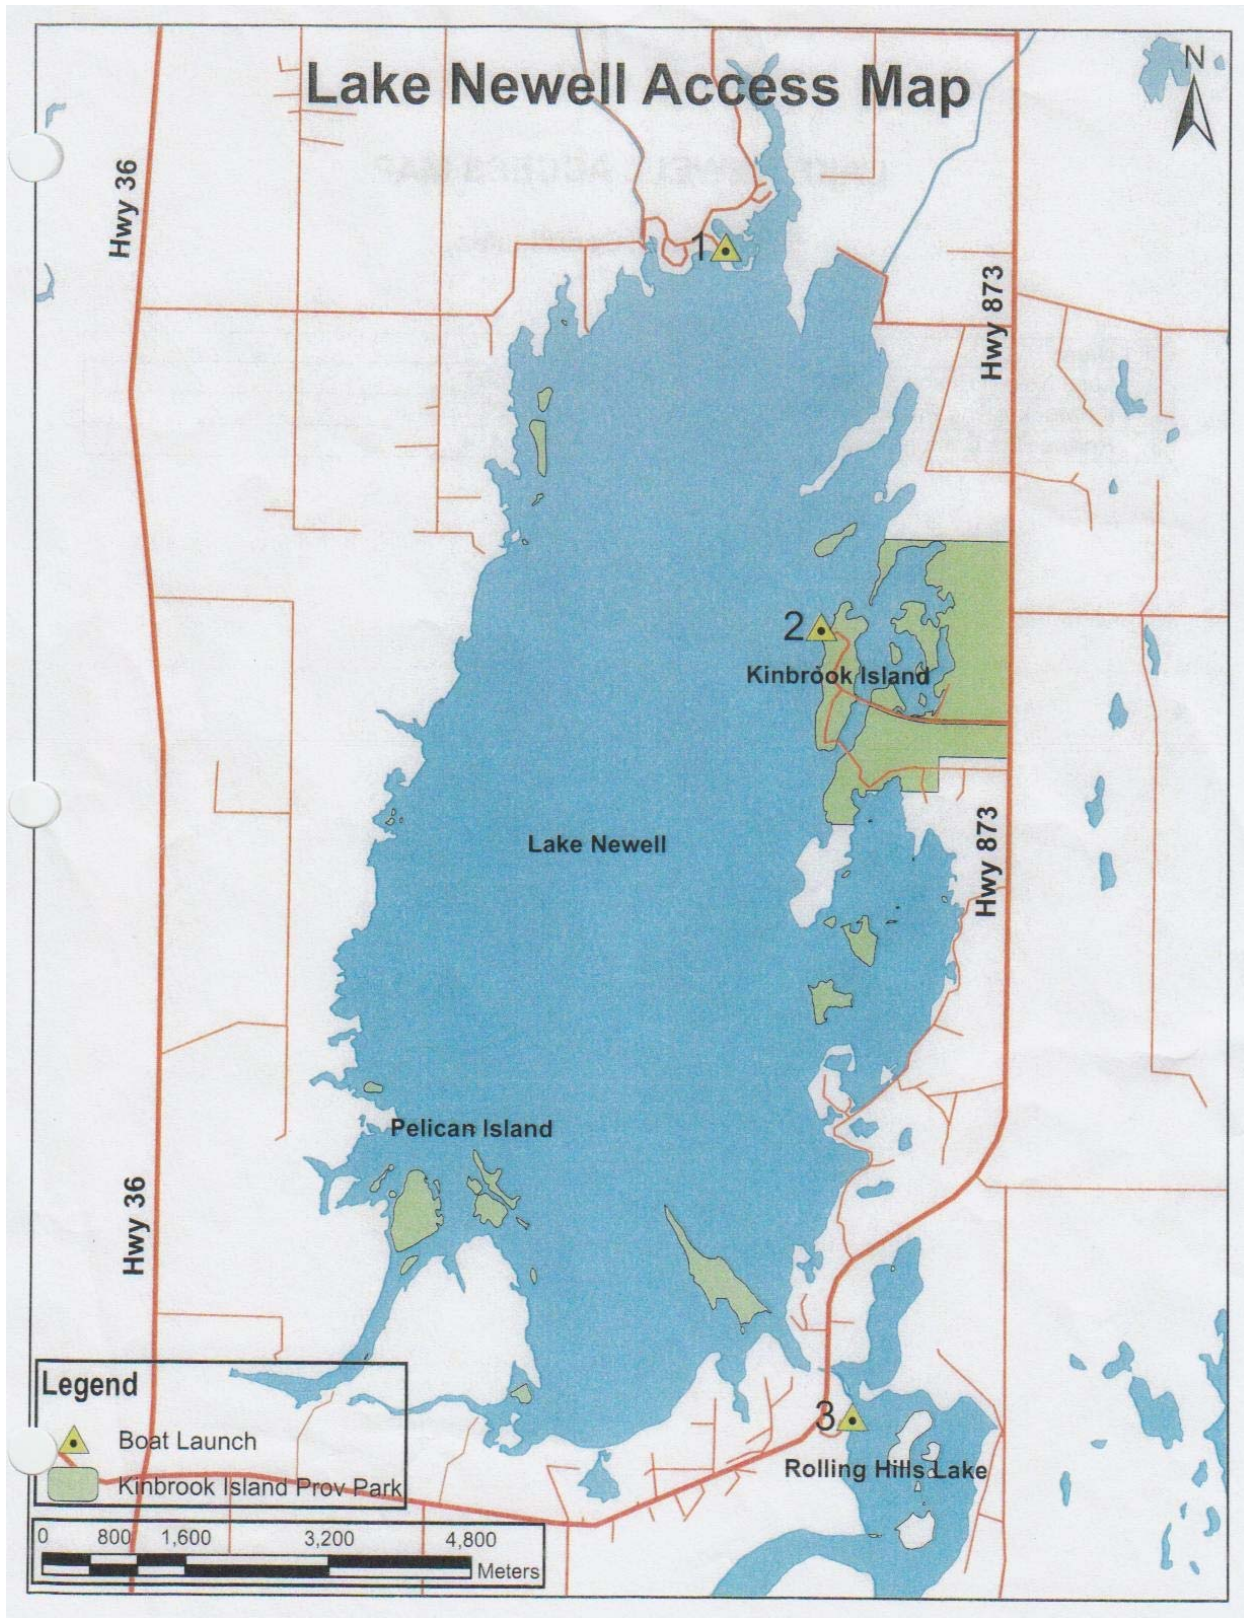 Lake Newell Access Map
N
Hwy 36
1
Hwy 873
2
Kinbrook Island
Lake Newell
Hwy 873
Pelican Island
Hwy 36
Legend
Boat Launch
Kinbrook Island Prov Park
3
Rolling Hills Lake
0 800 1,600 3,200 4,800
Meters